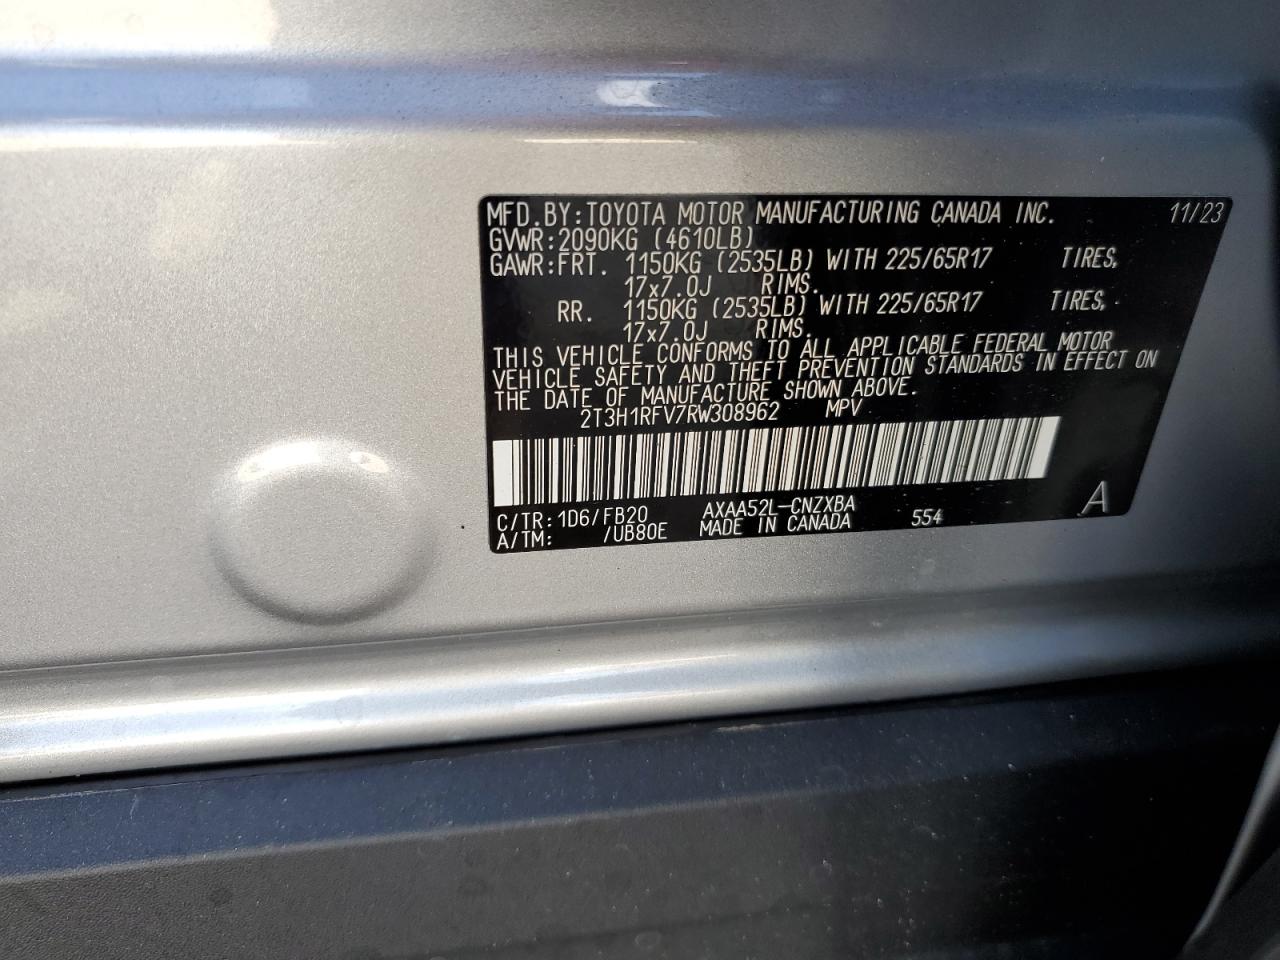 MFD.BY:TOYOTA MOTOR MANUFACTURING CANADA INC. 11/23
GVWR:2090KG (4610LB)
GAWR:FRT. 1150KG (2535LB) WITH 225/65R17 TIRES,
17x7.0J RIMS.
RR. 1150KG (2535LB) WITH 225/65R17 TIRES,
17x7.0J RIMS.
THIS VEHICLE CONFORMS TO ALL APPLICABLE FEDERAL MOTOR
VEHICLE SAFETY AND THEFT PREVENTION STANDARDS IN EFFECT ON
THE DATE OF MANUFACTURE SHOWN ABOVE.
2T3H1RFV7RW308962 MPV
C/TR:1D6/FB20 AXAA52L-CNZXBA
A/TM: /UB80E MADE IN CANADA 554 A